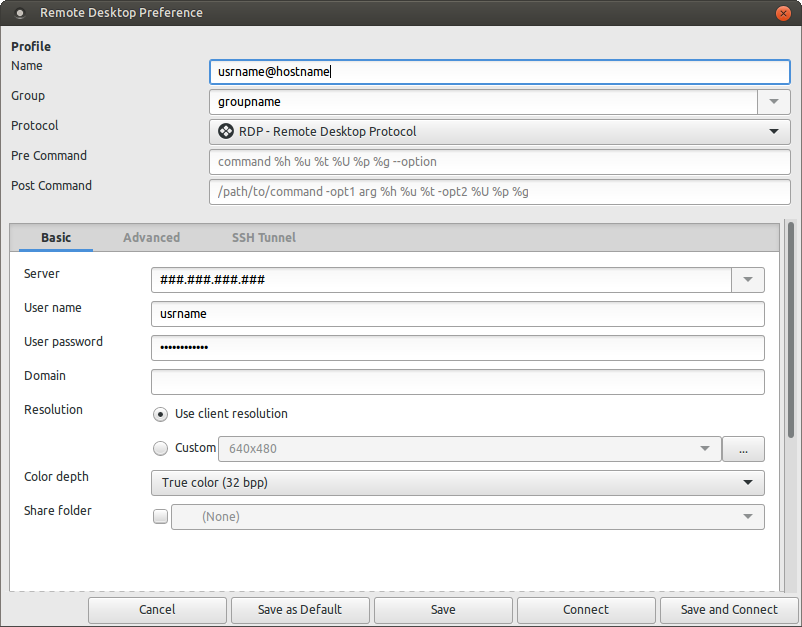 Remote Desktop Preference
Profile
Name usrname@hostname
Group groupname
Protocol RDP - Remote Desktop Protocol
Pre Command command %h %u %t %U %p %g --option
Post Command /path/to/command -opt1 arg %h %u %t -opt2 %U %p %g
Basic Advanced SSH Tunnel
Server ###.###.###.###
User name usrname
User password ••••••••••••
Domain
Resolution Use client resolution
Custom 640x480 ...
Color depth True color (32 bpp)
Share folder (None)
Cancel Save as Default Save Connect Save and Connect